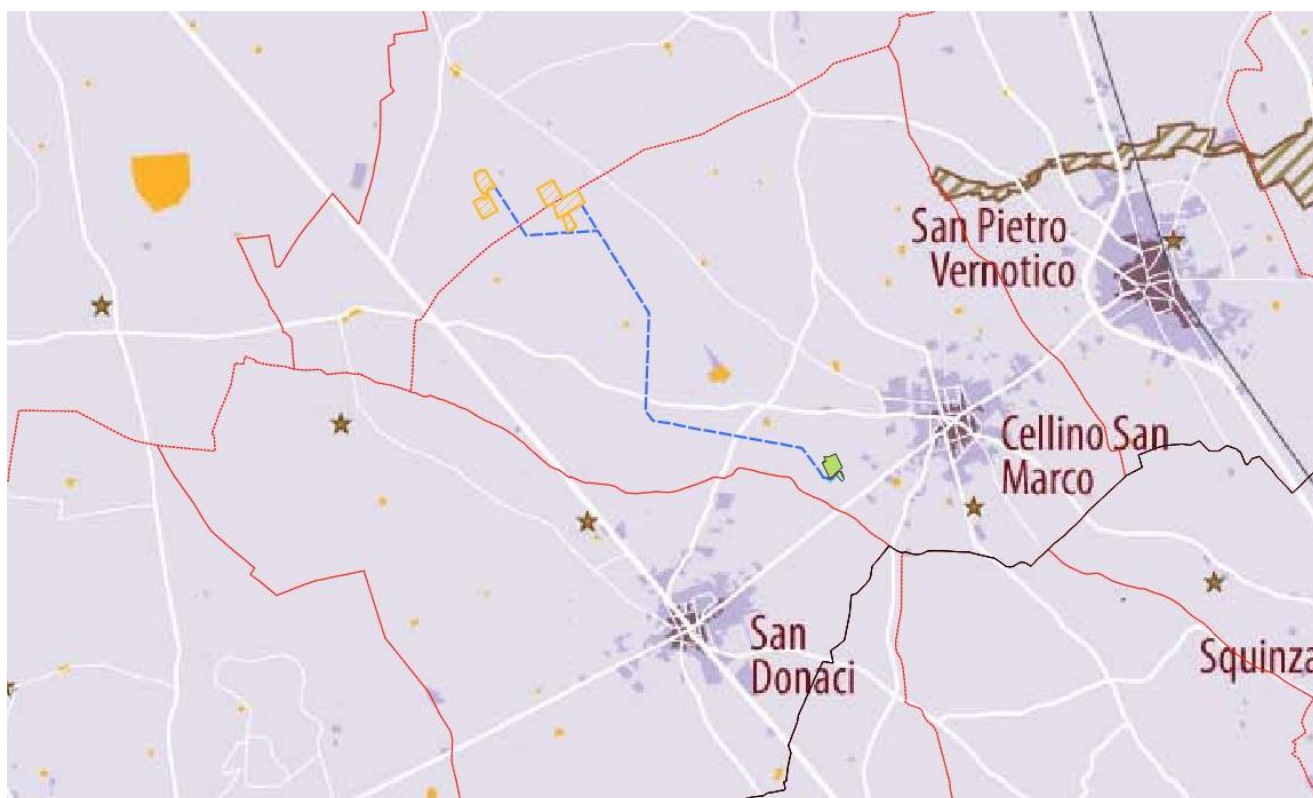 San Pietro
Vernotico
Cellino San
Marco
San
Donaci
Squinza